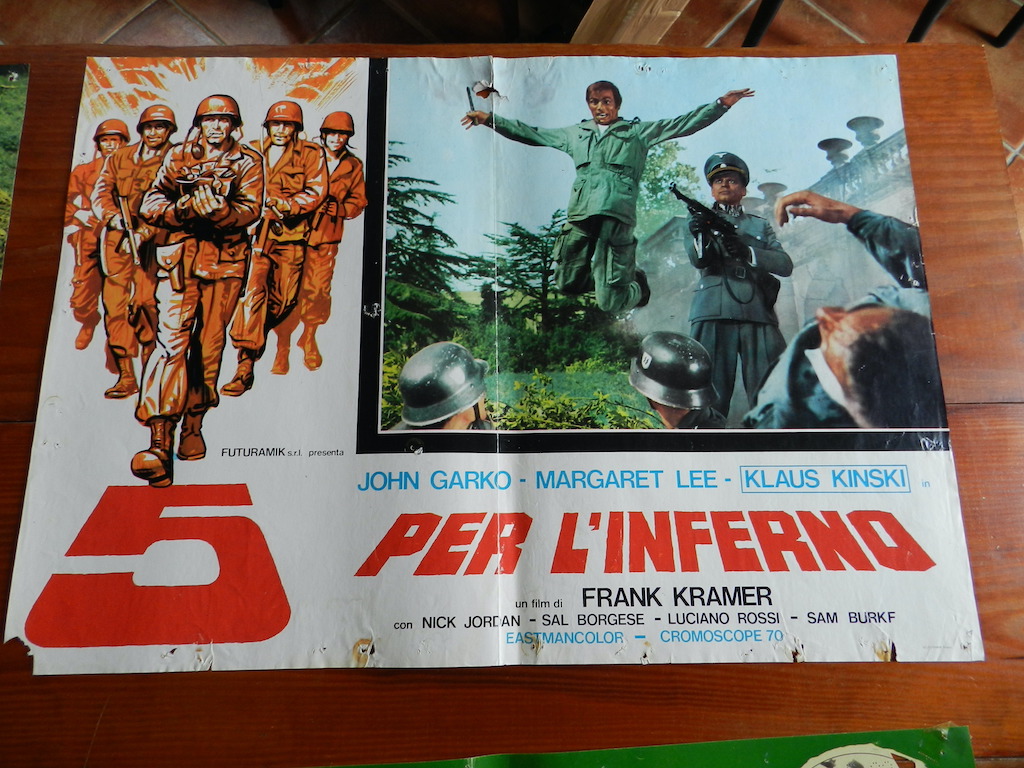 FUTURAMIK s.r.l. presenta
JOHN GARKO - MARGARET LEE - KLAUS KINSKI in
5 PER L'INFERNO
un film di FRANK KRAMER
con NICK JORDAN - SAL BORGESE - LUCIANO ROSSI - SAM BURKE
EASTMANCOLOR - CROMOSCOPE 70